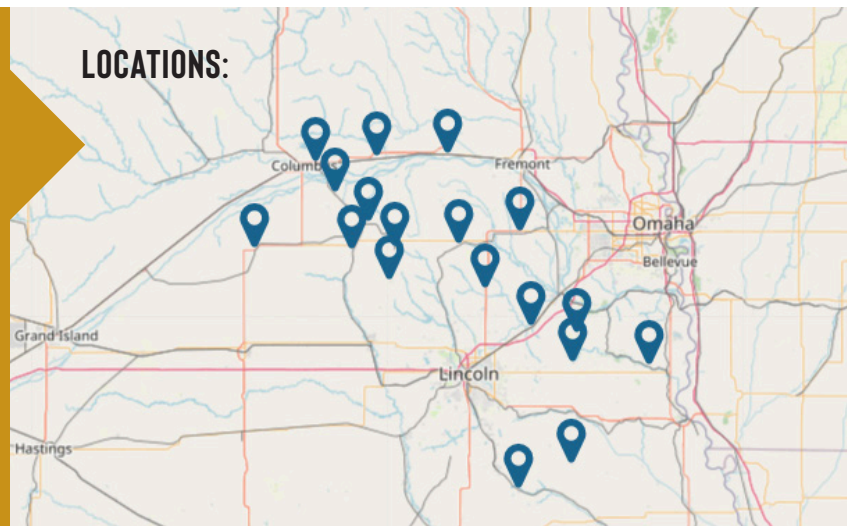 LOCATIONS:
Columbus
Fremont
Omaha
Bellevue
Grand Island
Lincoln
Hastings